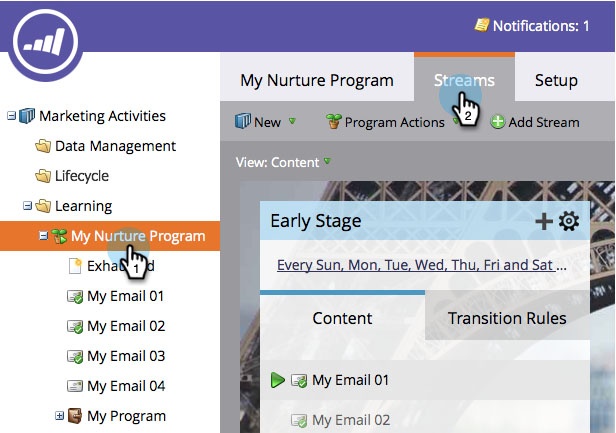 Notifications: 1
My Nurture Program
Streams
Setup
New
Program Actions
Add Stream
View: Content
Marketing Activities
Data Management
Lifecycle
Learning
My Nurture Program
My Email 01
My Email 02
My Email 03
My Email 04
My Program
1
2
Early Stage
Every Sun, Mon, Tue, Wed, Thu, Fri and Sat ...
Content
Transition Rules
My Email 01
My Email 02